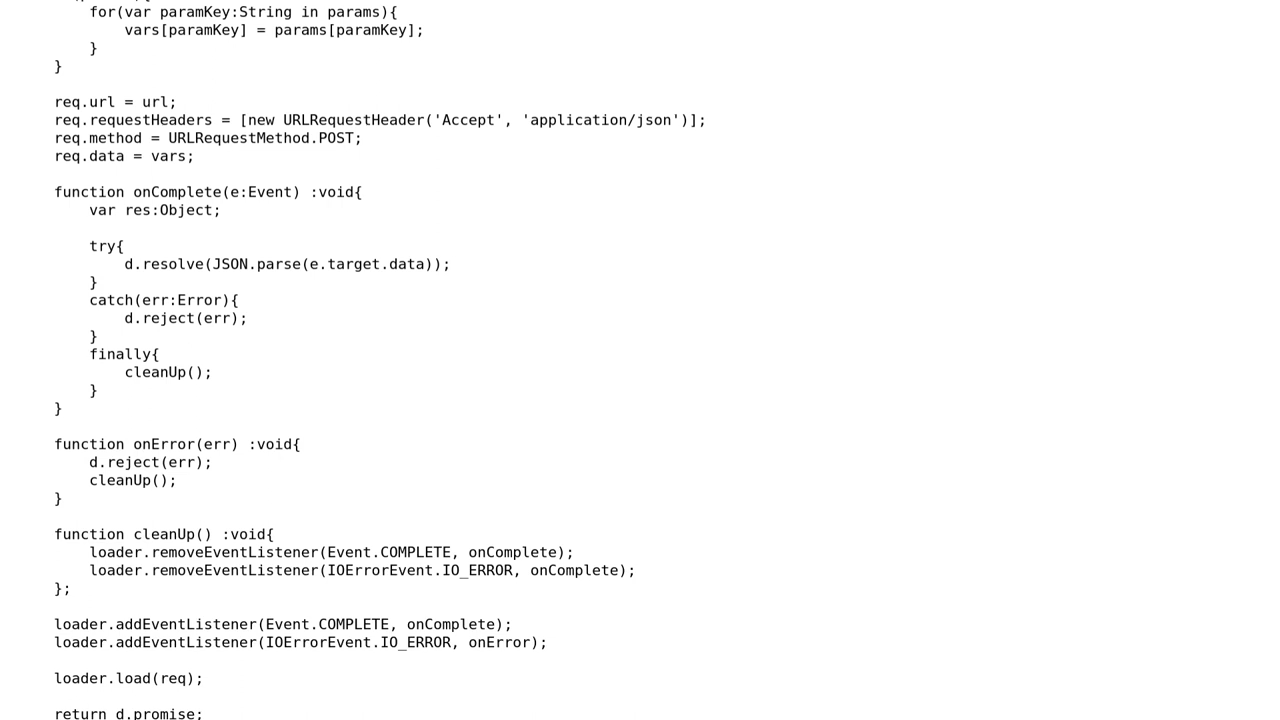 for(var paramKey:String in params){
vars[paramKey] = params[paramKey];
}
}
req.url = url;
req.requestHeaders = [new URLRequestHeader('Accept', 'application/json')];
req.method = URLRequestMethod.POST;
req.data = vars;
function onComplete(e:Event) :void{
var res:Object;
try{
d.resolve(JSON.parse(e.target.data));
}
catch(err:Error){
d.reject(err);
}
finally{
cleanUp();
}
}
function onError(err) :void{
d.reject(err);
cleanUp();
}
function cleanUp() :void{
loader.removeEventListener(Event.COMPLETE, onComplete);
loader.removeEventListener(IOErrorEvent.IO_ERROR, onComplete);
};
loader.addEventListener(Event.COMPLETE, onComplete);
loader.addEventListener(IOErrorEvent.IO_ERROR, onError);
loader.load(req);
return d.promise;